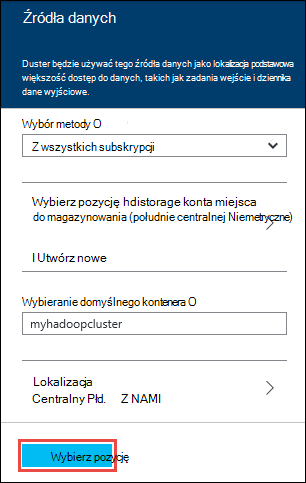 Źródła danych
Duster będzie używać tego źródła danych jako lokalizacja podstawowa
większość dostęp do danych, takich jak zadania wejście i dziennika
dane wyjściowe.
Wybór metody O
Z wszystkich subskrypcji
Wybierz pozycję hdistorage konta miejsca
do magazynowania (południe centralnej Niemetryczne)
I Utwórz nowe
Wybieranie domyślnego kontenera O
myhadoopcluster
Lokalizacja
Centralny Płd. Z NAMI
Wybierz pozycję